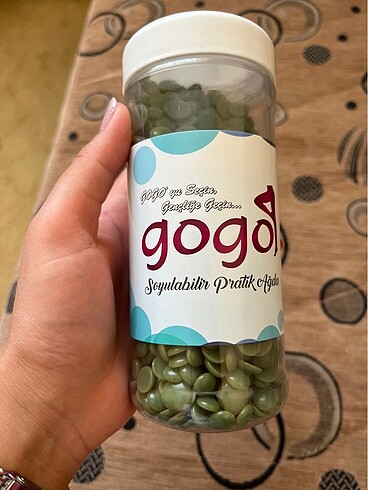 GOGO' yu Seçin,
Gençliğe Geçin...
gogo
Soyulabilir Pratik Ağda